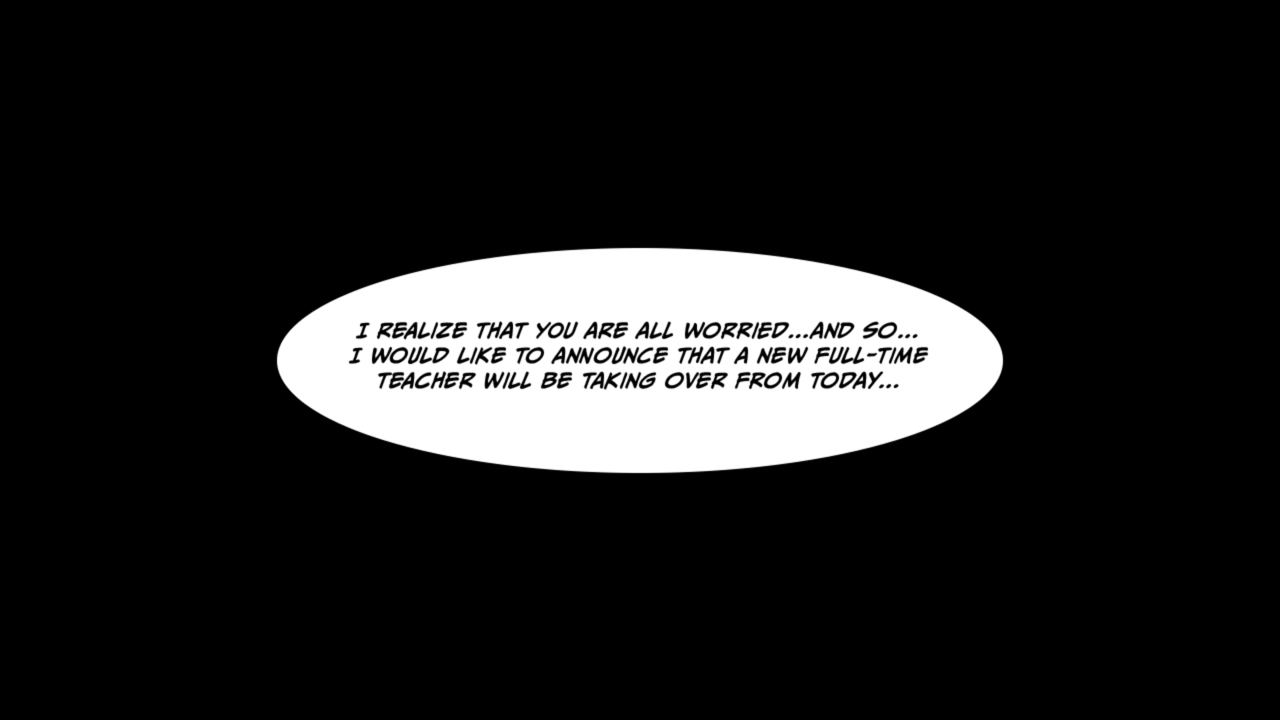 I REALIZE THAT YOU ARE ALL WORRIED...AND SO...
I WOULD LIKE TO ANNOUNCE THAT A NEW FULL-TIME
TEACHER WILL BE TAKING OVER FROM TODAY...